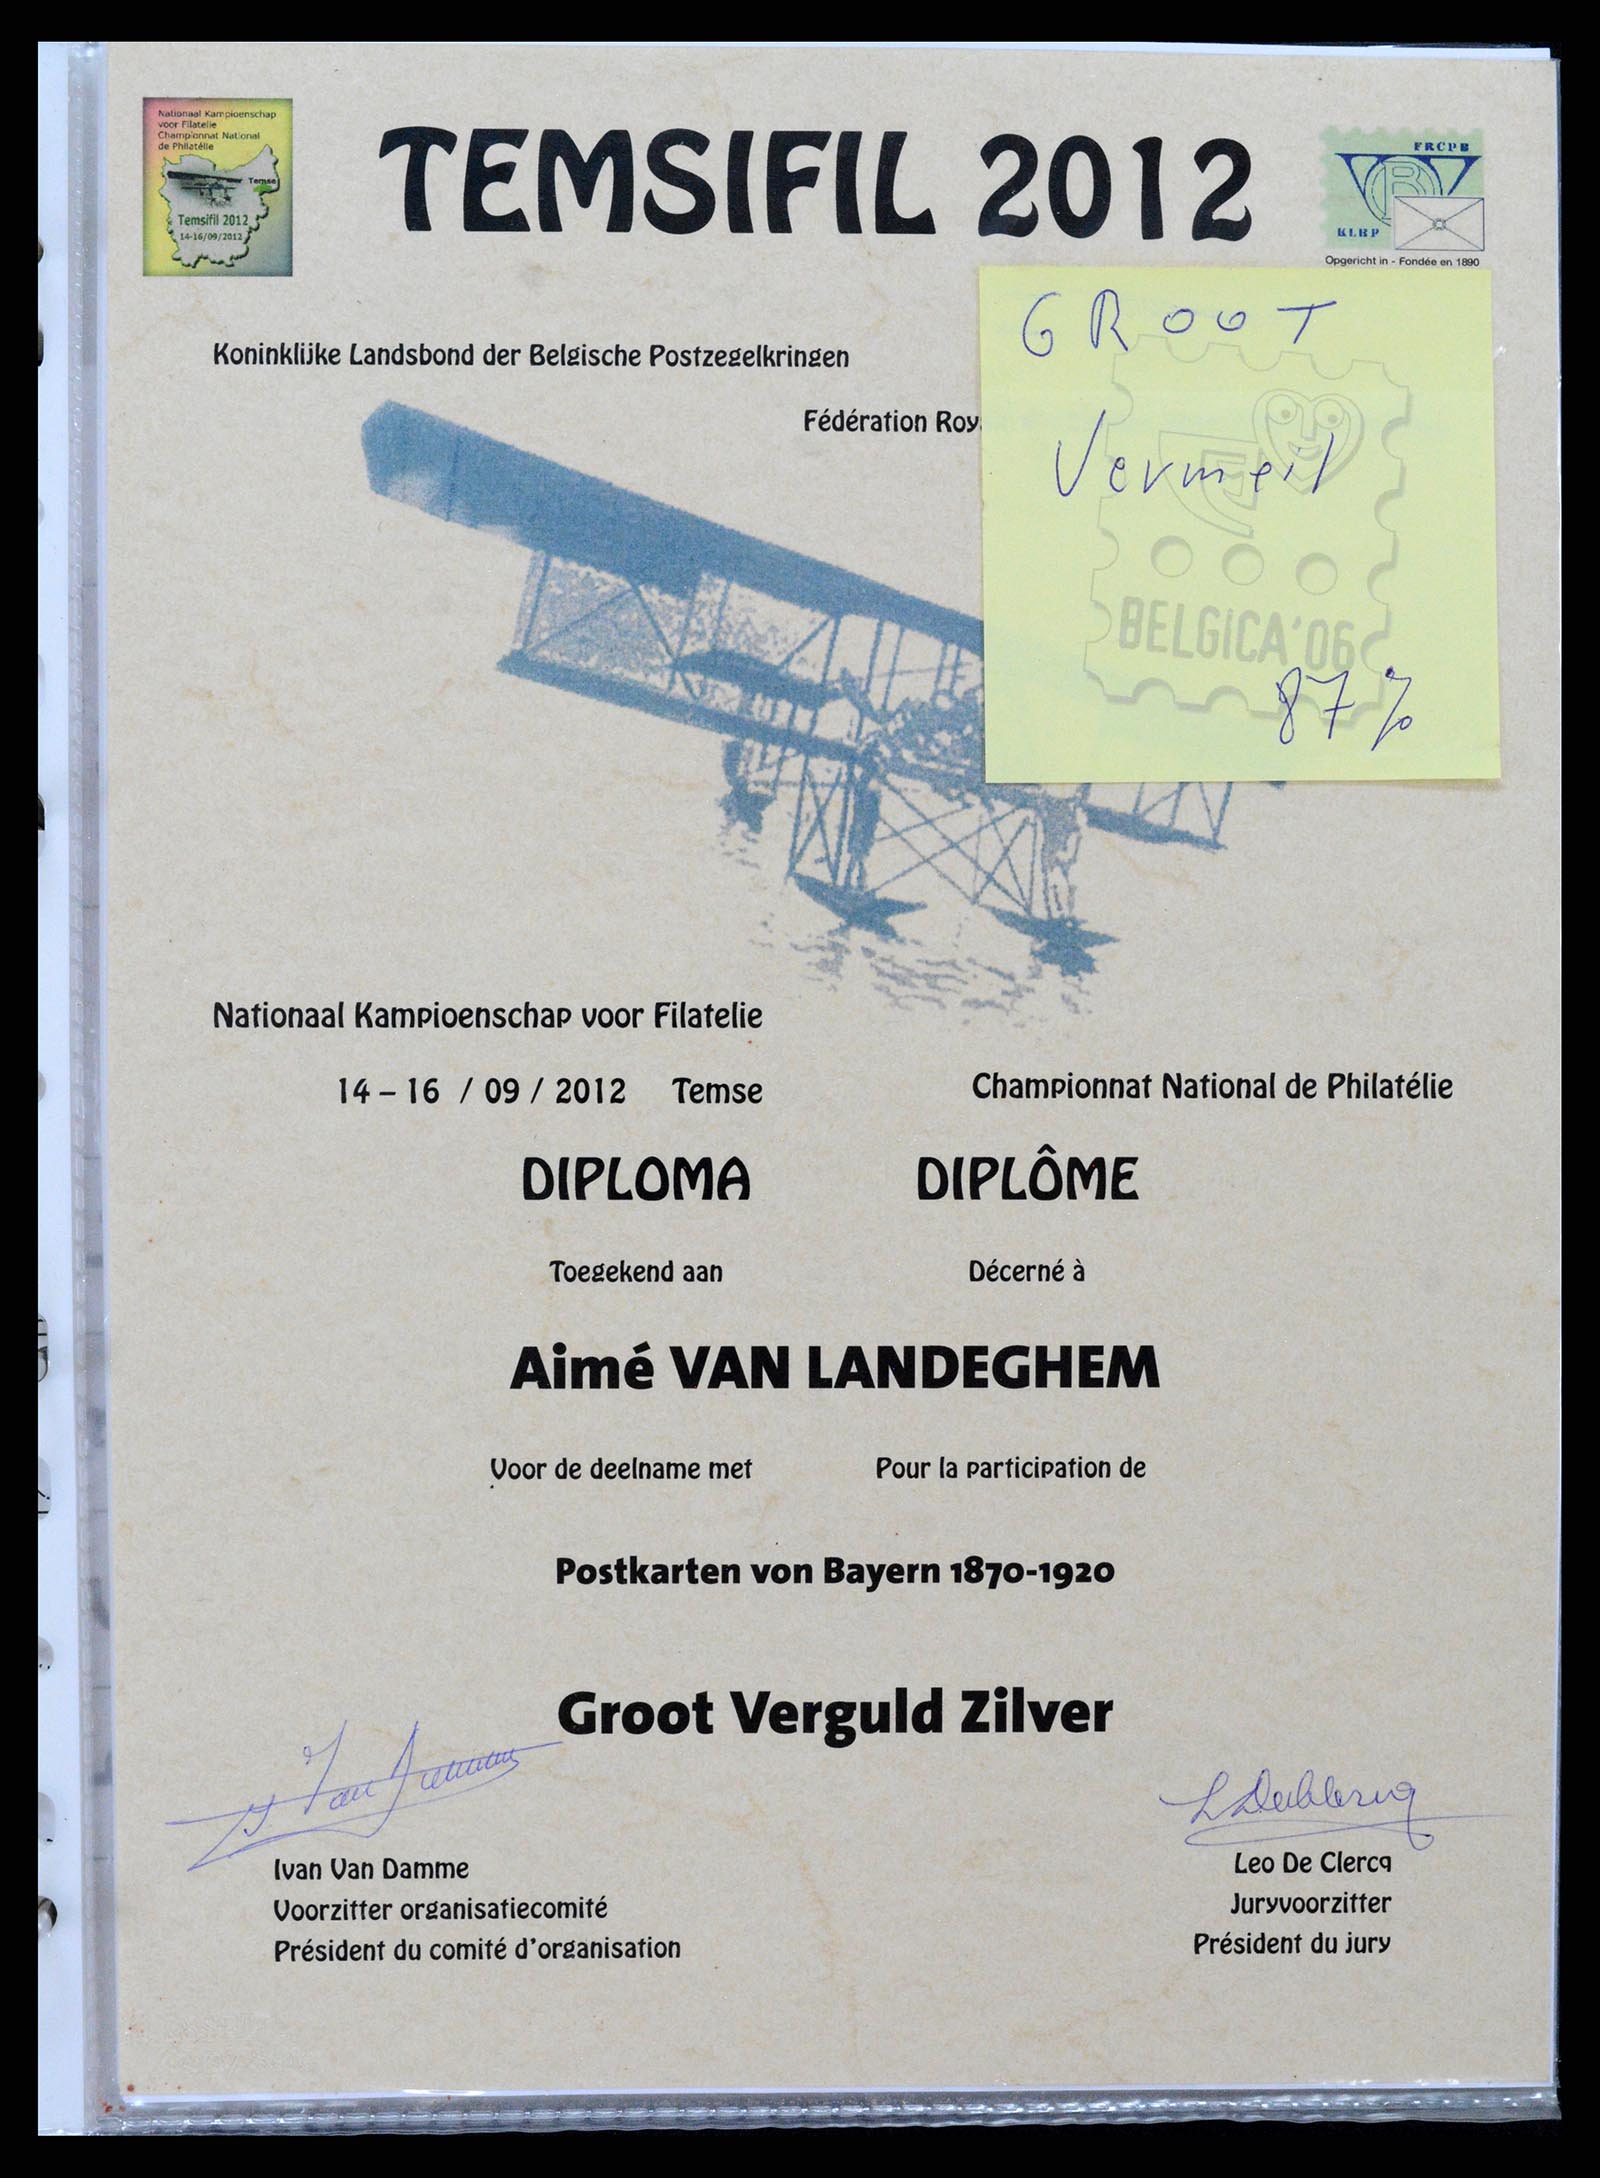 Nationaal Kampioenschap
voor Filatelie
Championnat National
de Philatélie
Temse
Temsifil 2012
14-16/09/2012
TEMSIFIL 2012
FRCPB
KLBP
Opgericht in - Fondée en 1890
Koninklijke Landsbond der Belgische Postzegelkringen
Fédération Roy
GROOT
Vermeil
BELGICA'06
87%
Nationaal Kampioenschap voor Filatelie
14 – 16 / 09 / 2012 Temse
Championnat National de Philatélie
DIPLOMA DIPLÔME
Toegekend aan Décerné à
Aimé VAN LANDEGHEM
Voor de deelname met Pour la participation de
Postkarten von Bayern 1870-1920
Groot Verguld Zilver
Ivan Van Damme
Voorzitter organisatiecomité
Président du comité d'organisation
Leo De Clercq
Juryvoorzitter
Président du jury